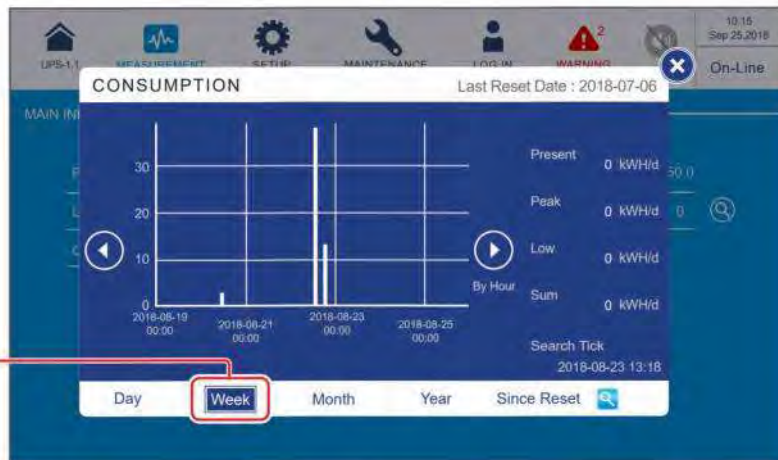 10:15
2
Sep 25,2018
UPS-1.1 MEASUREMENT SETUP MAINTENANCE LOG-IN WARNING
On-Line
CONSUMPTION Last Reset Date : 2018-07-06
MAIN IN
30
20
10
0
2018-08-19
00:00
2018-08-21
00:00
2018-08-23
00:00
2018-08-25
00:00
By Hour
Present 0 kWH/d
Peak 0 kWH/d
Low 0 kWH/d
Sum 0 kWH/d
Search Tick
2018-08-23 13:18
0
Day Week Month Year Since Reset